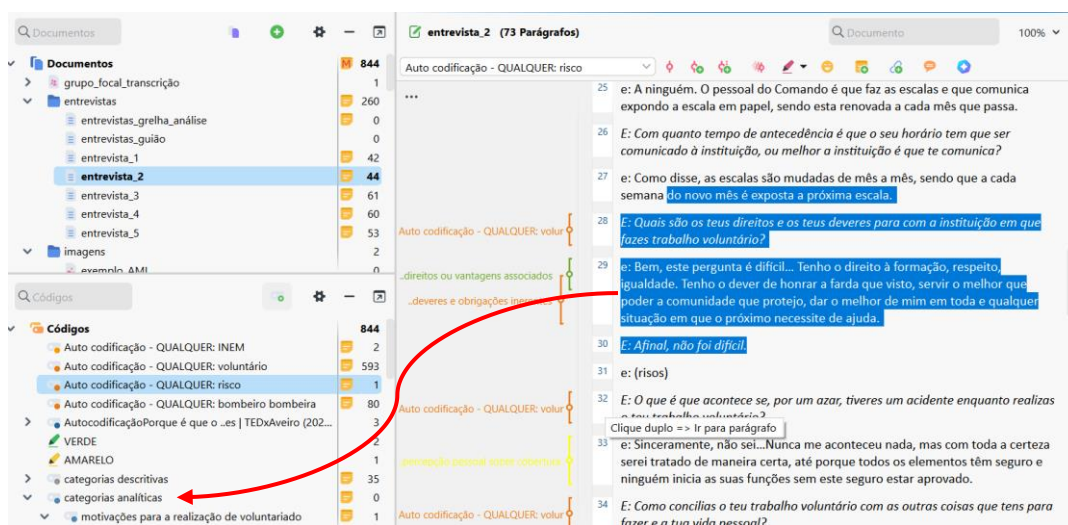 Documentos
Documentos 844
grupo_focal_transcrição 1
entrevistas 260
entrevistas_grelha_análise 0
entrevistas_guião 0
entrevista_1 42
entrevista_2 44
entrevista_3 61
entrevista_4 60
entrevista_5 53
imagens 2
exemplo_AMI 0
Códigos
Códigos 844
Auto codificação - QUALQUER: INEM 2
Auto codificação - QUALQUER: voluntário 593
Auto codificação - QUALQUER: risco 1
Auto codificação - QUALQUER: bombeiro bombeira 80
AutocodificaçãoPorque é que o ..es | TEDxAveiro (202... 3
VERDE 2
AMARELO 1
categorias descritivas 35
categorias analíticas 0
motivações para a realização de voluntariado 1
entrevista_2 (73 Parágrafos)
Documento
100%
Auto codificação - QUALQUER: risco
...
Auto codificação - QUALQUER: volur
..direitos ou vantagens associados
..deveres e obrigações inerentes
Auto codificação - QUALQUER: volur
..percepção pessoal sobre cobertura
Auto codificação - QUALQUER: volur
25 e: A ninguém. O pessoal do Comando é que faz as escalas e que comunica
expondo a escala em papel, sendo esta renovada a cada mês que passa.
26 E: Com quanto tempo de antecedência é que o seu horário tem que ser
comunicado à instituição, ou melhor a instituição é que te comunica?
27 e: Como disse, as escalas são mudadas de mês a mês, sendo que a cada
semana do novo mês é exposta a próxima escala.
28 E: Quais são os teus direitos e os teus deveres para com a instituição em que
fazes trabalho voluntário?
29 e: Bem, este pergunta é difícil... Tenho o direito à formação, respeito,
igualdade. Tenho o dever de honrar a farda que visto, servir o melhor que
poder a comunidade que protejo, dar o melhor de mim em toda e qualquer
situação em que o próximo necessite de ajuda.
30 E: Afinal, não foi difícil.
31 e: (risos)
32 E: O que é que acontece se, por um azar, tiveres um acidente enquanto realizas
o teu trabalho voluntário?
Clique duplo => Ir para parágrafo
33 e: Sinceramente, não sei...Nunca me aconteceu nada, mas com toda a certeza
serei tratado de maneira certa, até porque todos os elementos têm seguro e
ninguém inicia as suas funções sem este seguro estar aprovado.
34 E: Como concilias o teu trabalho voluntário com as outras coisas que tens para
fazer e a tua vida pessoal?